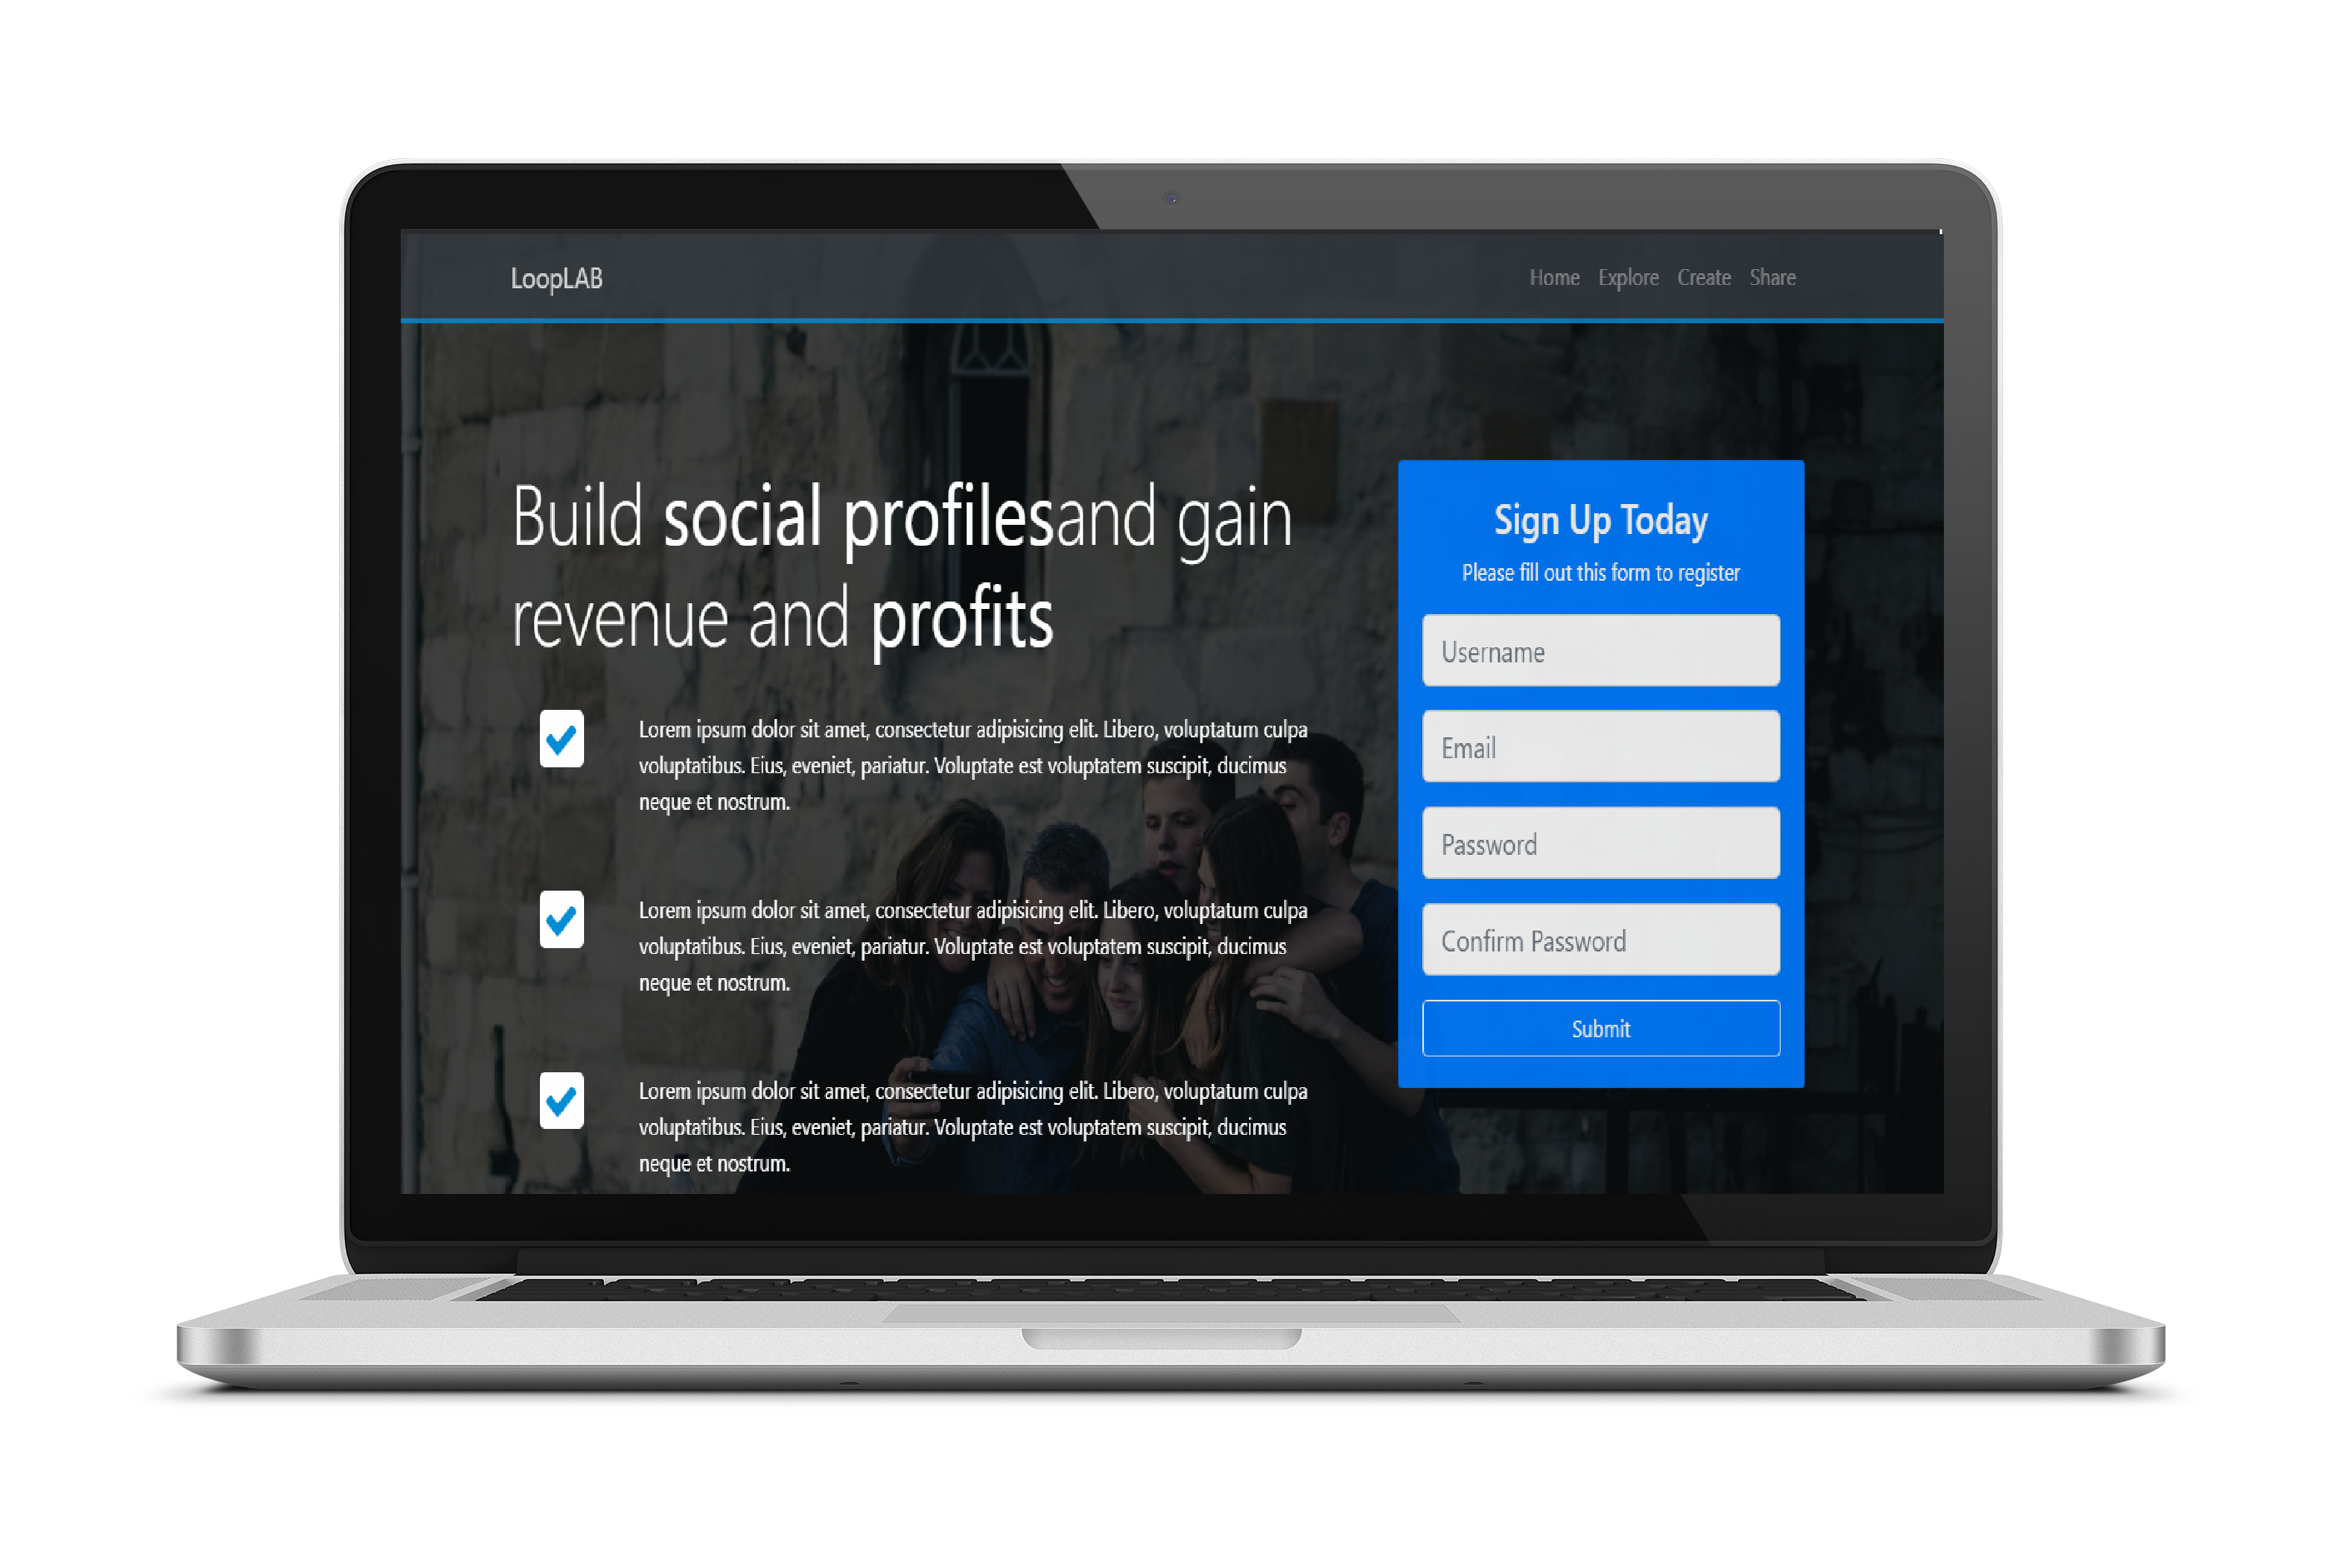 LoopLAB
Home Explore Create Share
Build social profilesand gain
revenue and profits
Lorem ipsum dolor sit amet, consectetur adipisicing elit. Libero, voluptatum culpa
voluptatibus. Eius, eveniet, pariatur. Voluptate est voluptatem suscipit, ducimus
neque et nostrum.
Lorem ipsum dolor sit amet, consectetur adipisicing elit. Libero, voluptatum culpa
voluptatibus. Eius, eveniet, pariatur. Voluptate est voluptatem suscipit, ducimus
neque et nostrum.
Lorem ipsum dolor sit amet, consectetur adipisicing elit. Libero, voluptatum culpa
voluptatibus. Eius, eveniet, pariatur. Voluptate est voluptatem suscipit, ducimus
neque et nostrum.
Sign Up Today
Please fill out this form to register
Username
Email
Password
Confirm Password
Submit